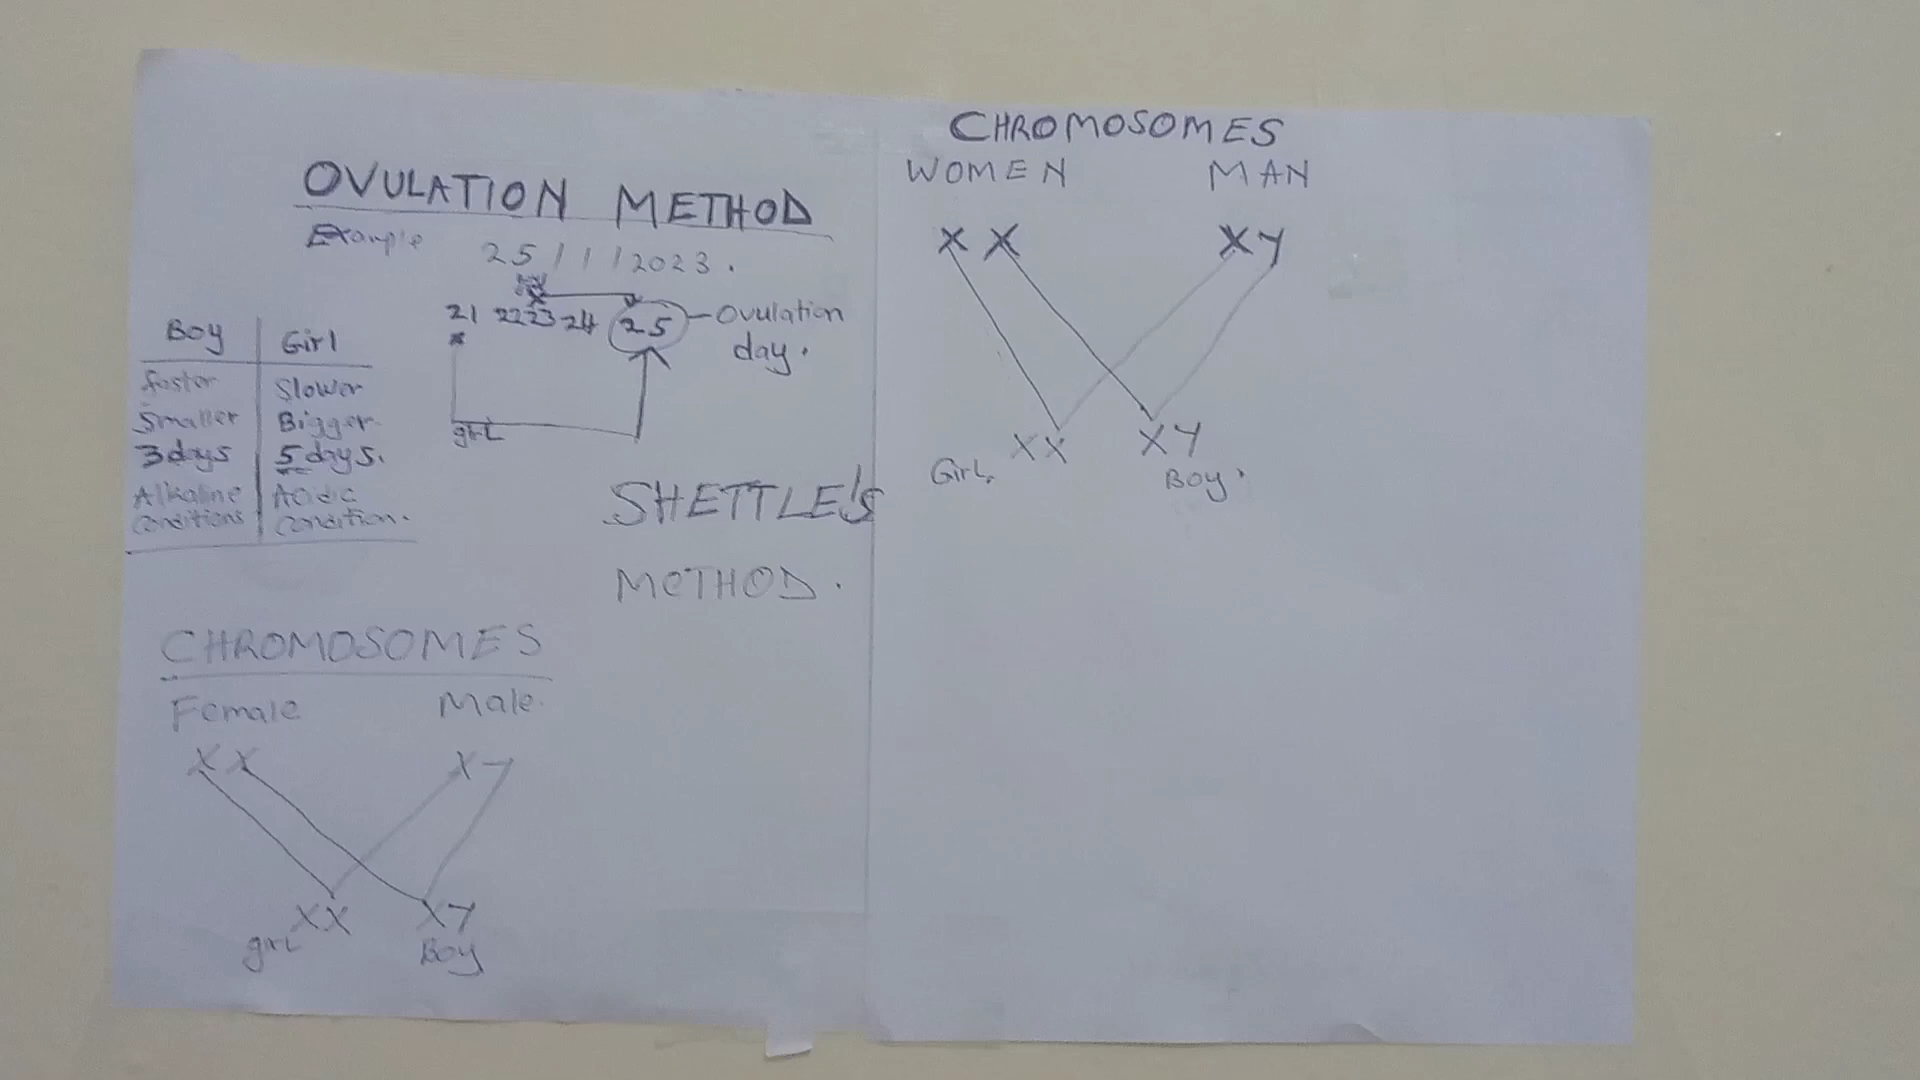 OVULATION METHOD
Example 25/1/2023.
21 22 23 24 25 Ovulation
day.
girl
Boy Girl
faster Slower
Smaller Bigger
3 days 5 days.
Alkaline Acidic
Conditions Condition.
SHETTLE'S
METHOD.
CHROMOSOMES
Female Male
XX XY
XX XY
girl Boy
CHROMOSOMES
WOMEN MAN
XX XY
XX XY
Girl. Boy.